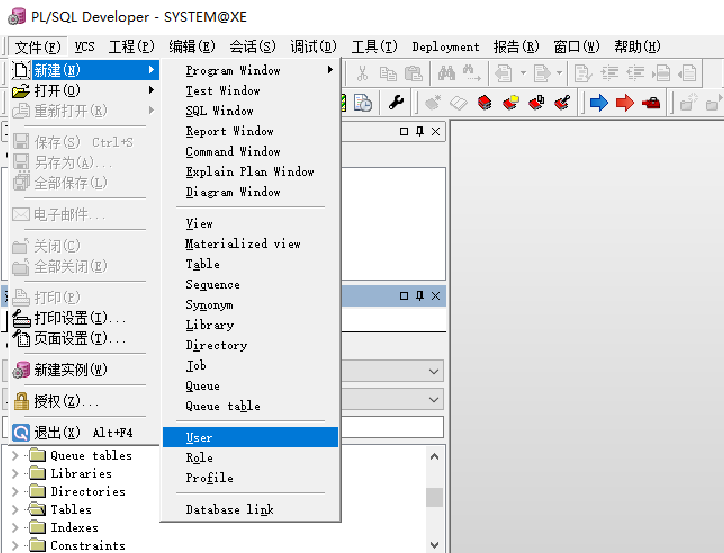 PL/SQL Developer - SYSTEM@XE
文件(F) VCS 工程(P) 编辑(E) 会话(S) 调试(D) 工具(T) Deployment 报告(R) 窗口(W) 帮助(H)
新建(N)
打开(O)
重新打开(R)
保存(S) Ctrl+S
另存为(A)...
全部保存(L)
电子邮件...
关闭(C)
全部关闭(E)
打印(P)
打印设置(I)...
页面设置(T)...
新建实例(W)
授权(Z)...
退出(X) Alt+F4
Program Window
Test Window
SQL Window
Report Window
Command Window
Explain Plan Window
Diagram Window
View
Materialized view
Table
Sequence
Synonym
Library
Directory
Job
Queue
Queue table
User
Role
Profile
Database link
Queue tables
Libraries
Directories
Tables
Indexes
Constraints